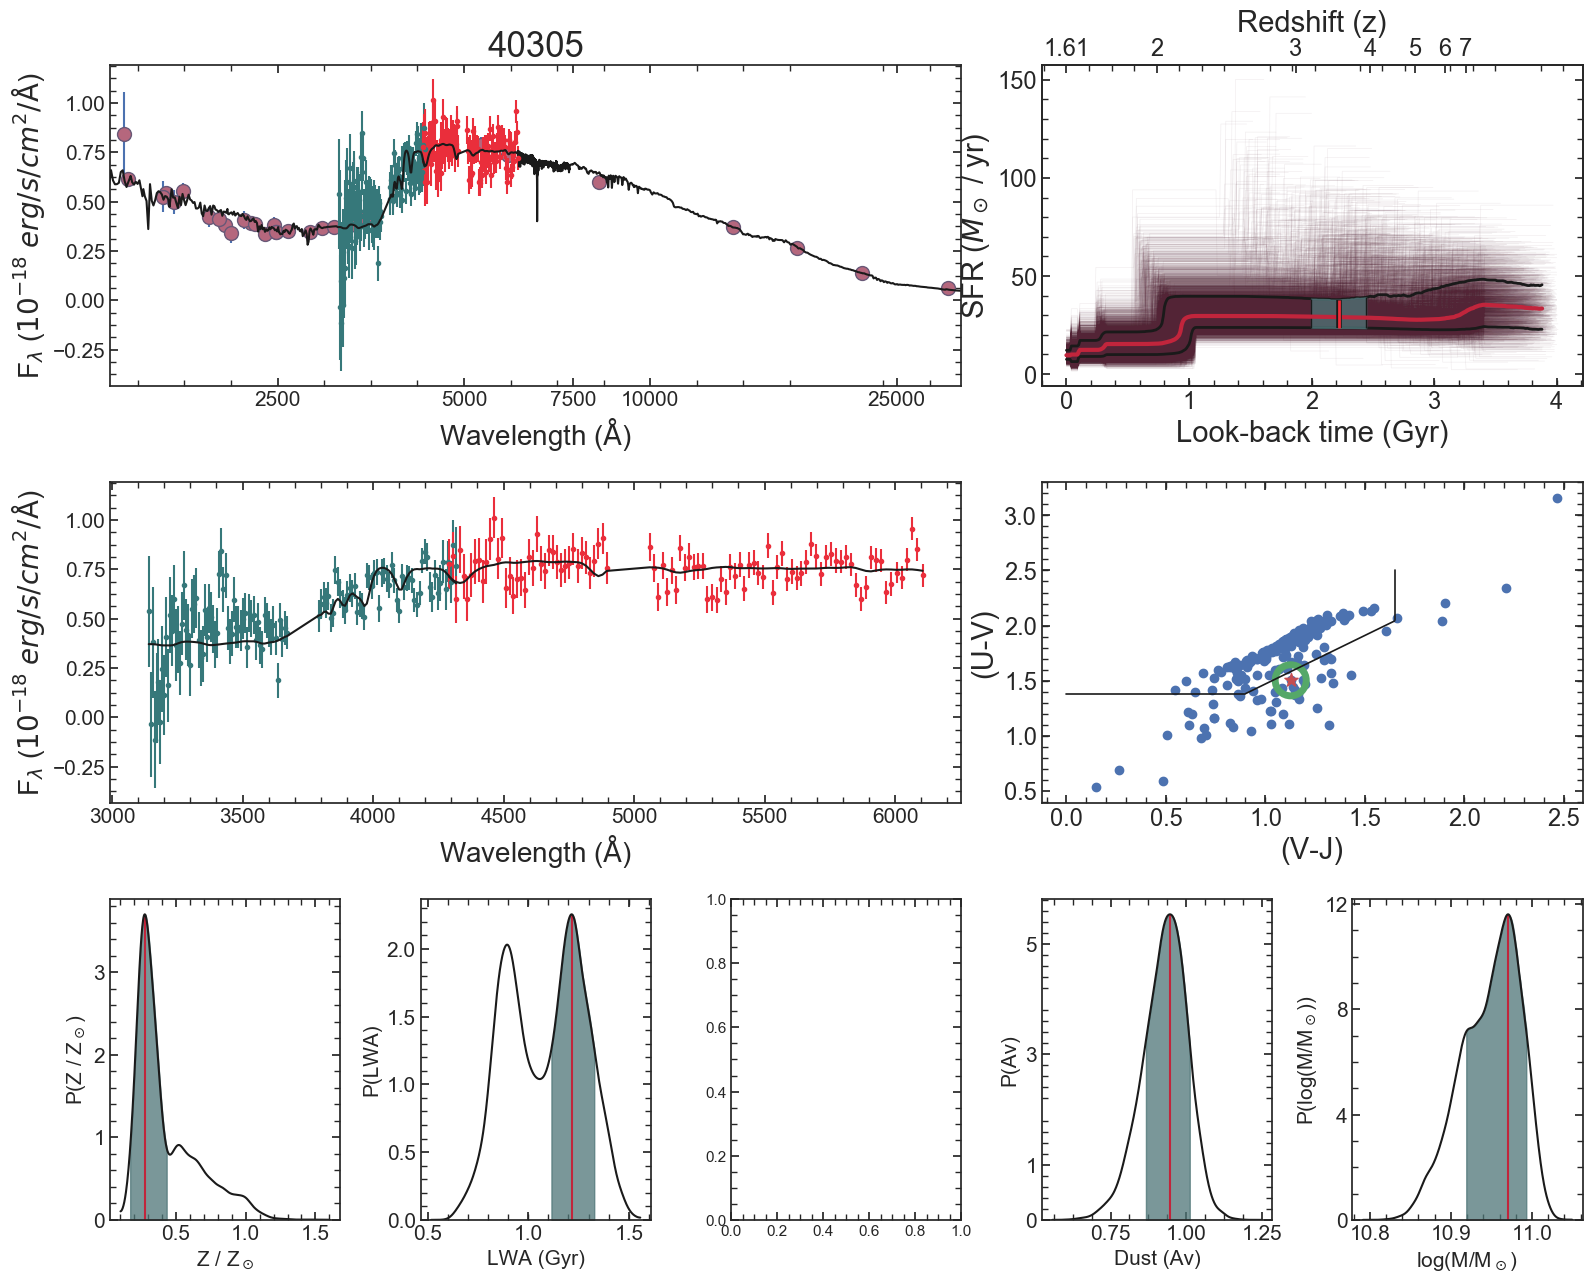 40305
1.00
0.75
0.50
0.25
0.00
−0.25
F_λ (10^−18 erg/s/cm^2/Å)
2500 5000 7500 10000 25000
Wavelength (Å)
Redshift (z)
1.61 2 3 4 5 6 7
150
100
50
0
SFR (M_⊙ / yr)
0 1 2 3 4
Look-back time (Gyr)
1.00
0.75
0.50
0.25
0.00
−0.25
F_λ (10^−18 erg/s/cm^2/Å)
3000 3500 4000 4500 5000 5500 6000
Wavelength (Å)
3.0
2.5
2.0
1.5
1.0
0.5
(U-V)
0.0 0.5 1.0 1.5 2.0 2.5
(V-J)
3
2
1
0
P(Z / Z_⊙)
0.5 1.0 1.5
Z / Z_⊙
2.0
1.5
1.0
0.5
0.0
P(LWA)
0.5 1.0 1.5
LWA (Gyr)
1.0
0.8
0.6
0.4
0.2
0.0
0.0 0.2 0.4 0.6 0.8 1.0
5
3
1
0
P(Av)
0.75 1.00 1.25
Dust (Av)
12
8
4
0
P(log(M/M_⊙))
10.8 10.9 11.0
log(M/M_⊙)